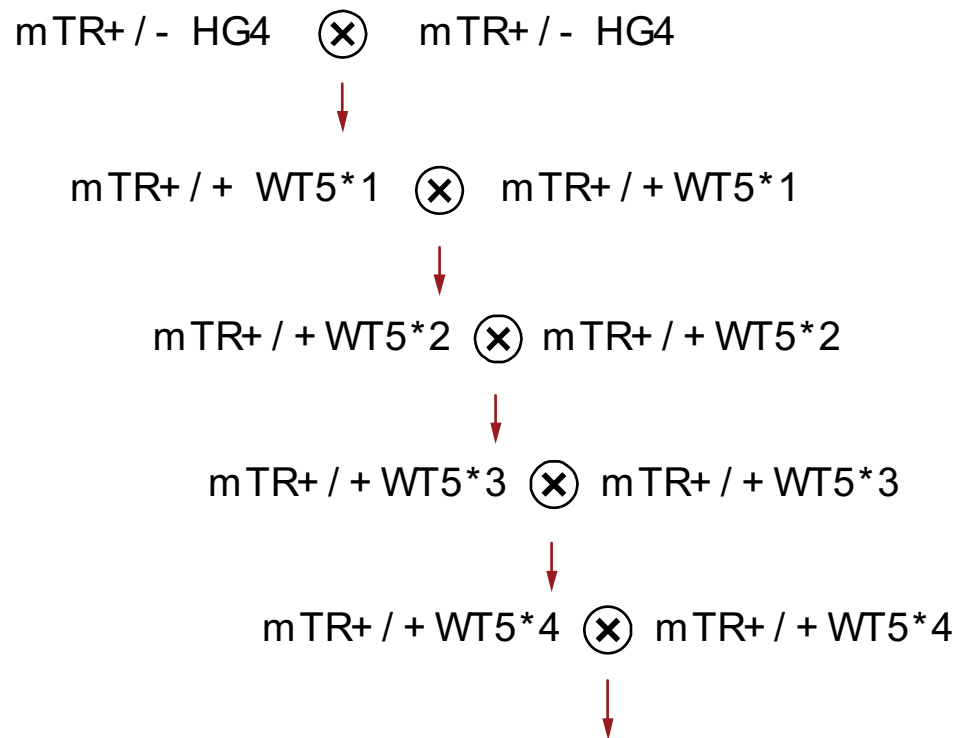 mTR+/- HG4 ⊗ mTR+/- HG4
mTR+/+ WT5*1 ⊗ mTR+/+ WT5*1
mTR+/+ WT5*2 ⊗ mTR+/+ WT5*2
mTR+/+ WT5*3 ⊗ mTR+/+ WT5*3
mTR+/+ WT5*4 ⊗ mTR+/+ WT5*4